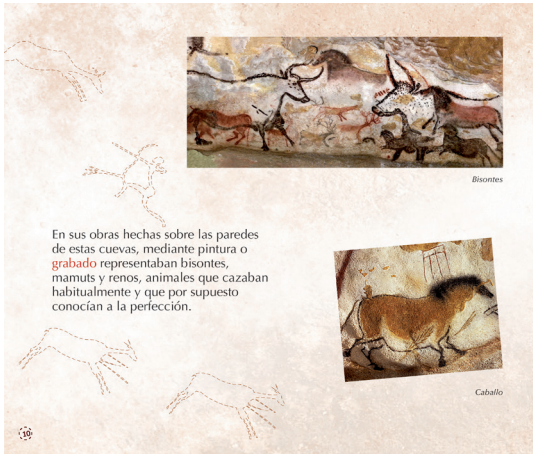 Bisontes
En sus obras hechas sobre las paredes
de estas cuevas, mediante pintura o
grabado representaban bisontes,
mamuts y renos, animales que cazaban
habitualmente y que por supuesto
conocían a la perfección.
Caballo
10